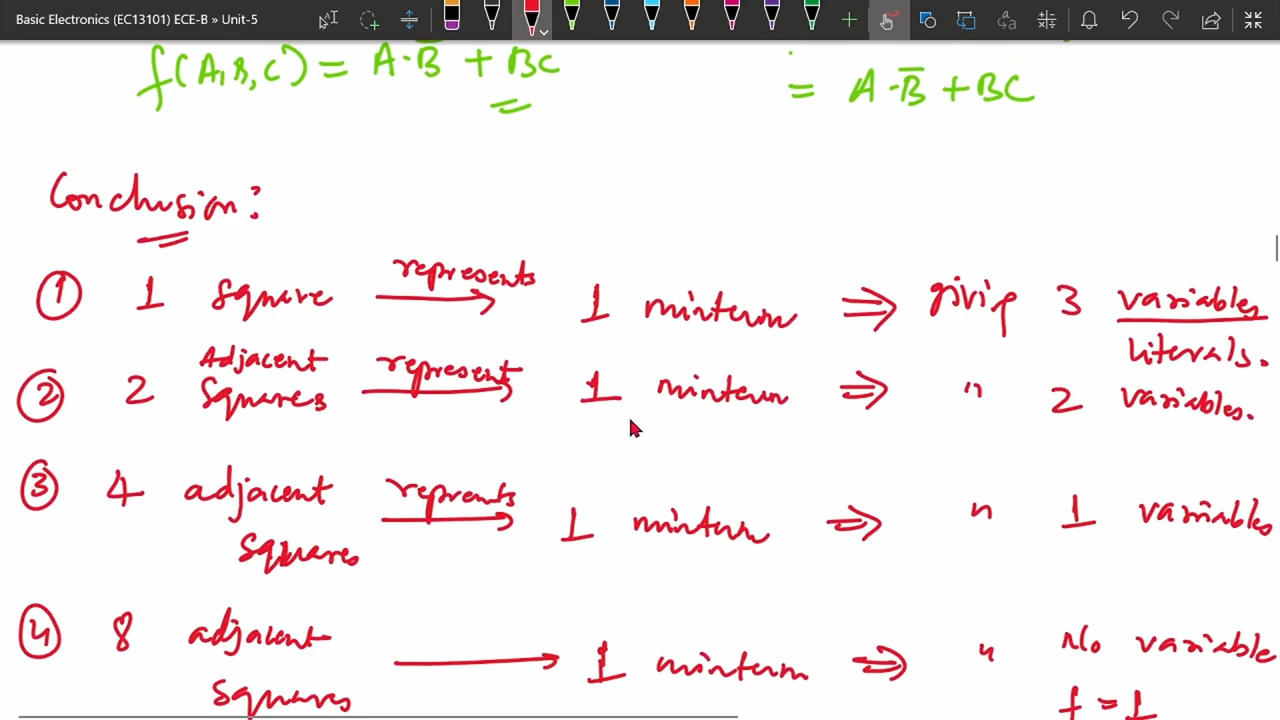 Basic Electronics (EC13101) ECE-B » Unit-5
f(A,B,C) = A·B̅ + BC
= A·B̅ + BC
Conclusion:
① 1 square represents 1 minterm ⇒ giving 3 variables
literals.
② 2 Adjacent squares represent 1 minterm ⇒ " 2 variables.
③ 4 adjacent squares reprents 1 minterm ⇒ " 1 variables
④ 8 adjacent squares → 1 minterm ⇒ " No variable
f = 1